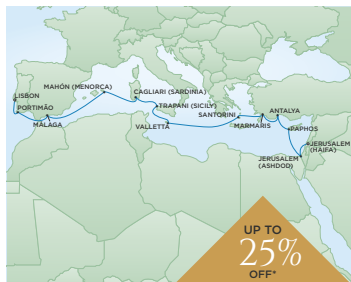 LISBON
PORTIMÃO
MÁLAGA
MAHÓN (MENORCA)
CAGLIARI (SARDINIA)
TRAPANI (SICILY)
VALLETTA
SANTORINI
MARMARIS
ANTALYA
PAPHOS
JERUSALEM
(HAIFA)
JERUSALEM
(ASHDOD)
UP TO
25%
OFF*